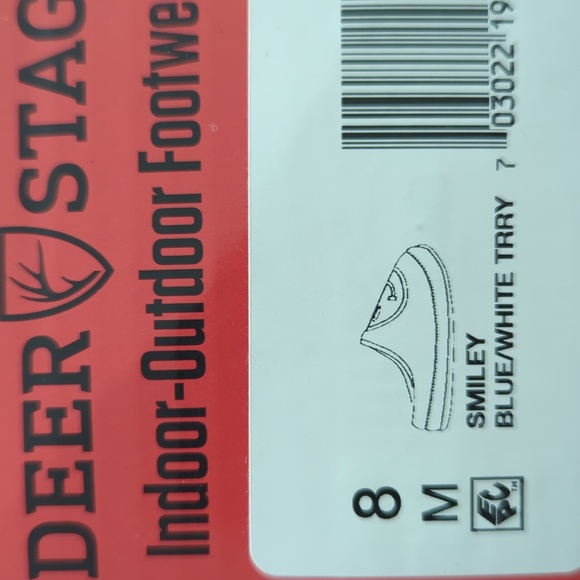 DEER STAG
Indoor-Outdoor Footwe
8
M
SMILEY
BLUE/WHITE TRRY
7 03022 19